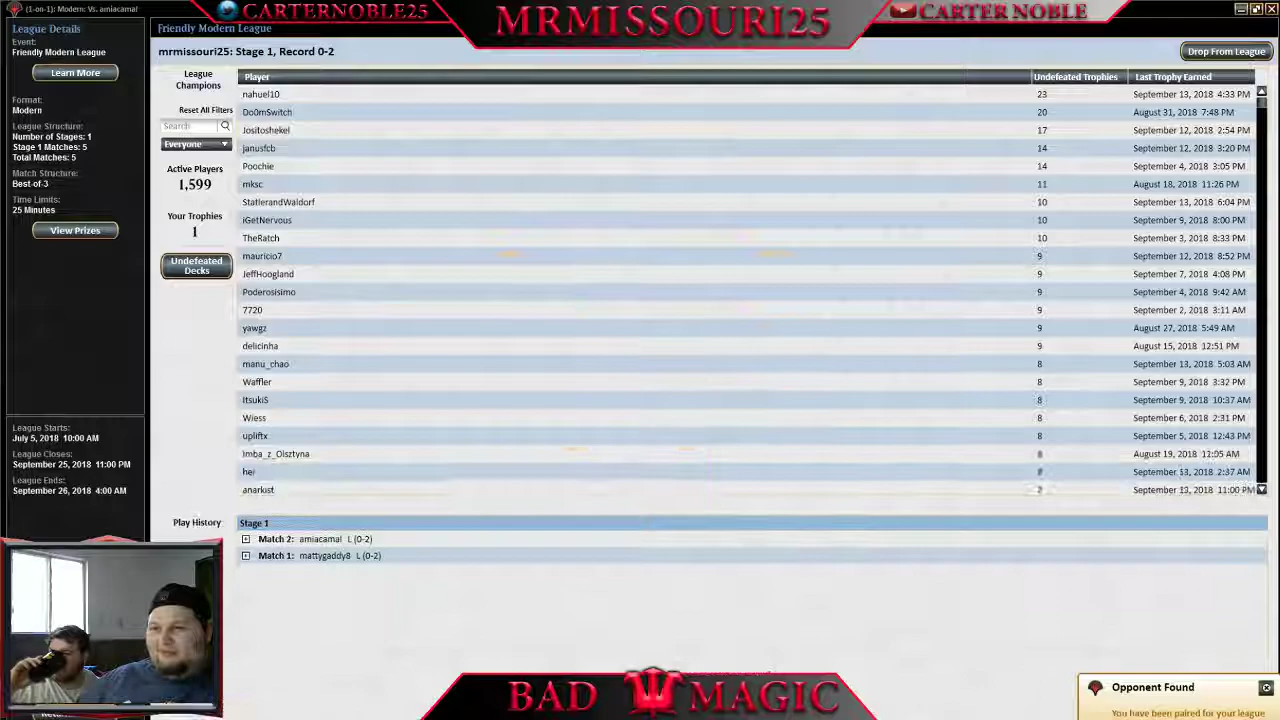 (1-on-1): Modern: Vs. amiacamal
CARTERNOBLE25
MRMISSOURI25
CARTER NOBLE
League Details
Event:
Friendly Modern League
Learn More
Format:
Modern
League Structure:
Number of Stages: 1
Stage 1 Matches: 5
Total Matches: 5
Match Structure:
Best-of-3
Time Limits:
25 Minutes
View Prizes
League Starts:
July 5, 2018 10:00 AM
League Closes:
September 25, 2018 11:00 PM
League Ends:
September 26, 2018 4:00 AM
Friendly Modern League
mrmissouri25: Stage 1, Record 0-2
Drop From League
League Champions
Reset All Filters
Search
Everyone
Active Players
1,599
Your Trophies
1
Undefeated Decks
Player Undefeated Trophies Last Trophy Earned
nahuel10 23 September 13, 2018 4:33 PM
Do0mSwitch 20 August 31, 2018 7:48 PM
Jositoshekel 17 September 12, 2018 2:54 PM
janusfcb 14 September 12, 2018 3:20 PM
Poochie 14 September 4, 2018 3:05 PM
mksc 11 August 18, 2018 11:26 PM
StatlerandWaldorf 10 September 13, 2018 6:04 PM
iGetNervous 10 September 9, 2018 8:00 PM
TheRatch 10 September 3, 2018 8:33 PM
mauricio7 9 September 12, 2018 8:52 PM
JeffHoogland 9 September 7, 2018 4:08 PM
Poderosisimo 9 September 4, 2018 9:42 AM
7720 9 September 2, 2018 3:11 AM
yawgz 9 August 27, 2018 5:49 AM
delicinha 9 August 15, 2018 12:51 PM
manu_chao 8 September 13, 2018 5:03 AM
Waffler 8 September 9, 2018 3:32 PM
ItsukiS 8 September 9, 2018 10:37 AM
Wiess 8 September 6, 2018 2:31 PM
upliftx 8 September 5, 2018 12:43 PM
Imba_z_Olsztyna 8 August 19, 2018 12:05 AM
September 13, 2018 2:37 AM
anarkist 7 September 13, 2018 11:00 PM
Play History:
Stage 1
Match 2: amiacamal L (0-2)
Match 1: mattygaddy8 L (0-2)
BAD MAGIC
Opponent Found
You have been paired for your league